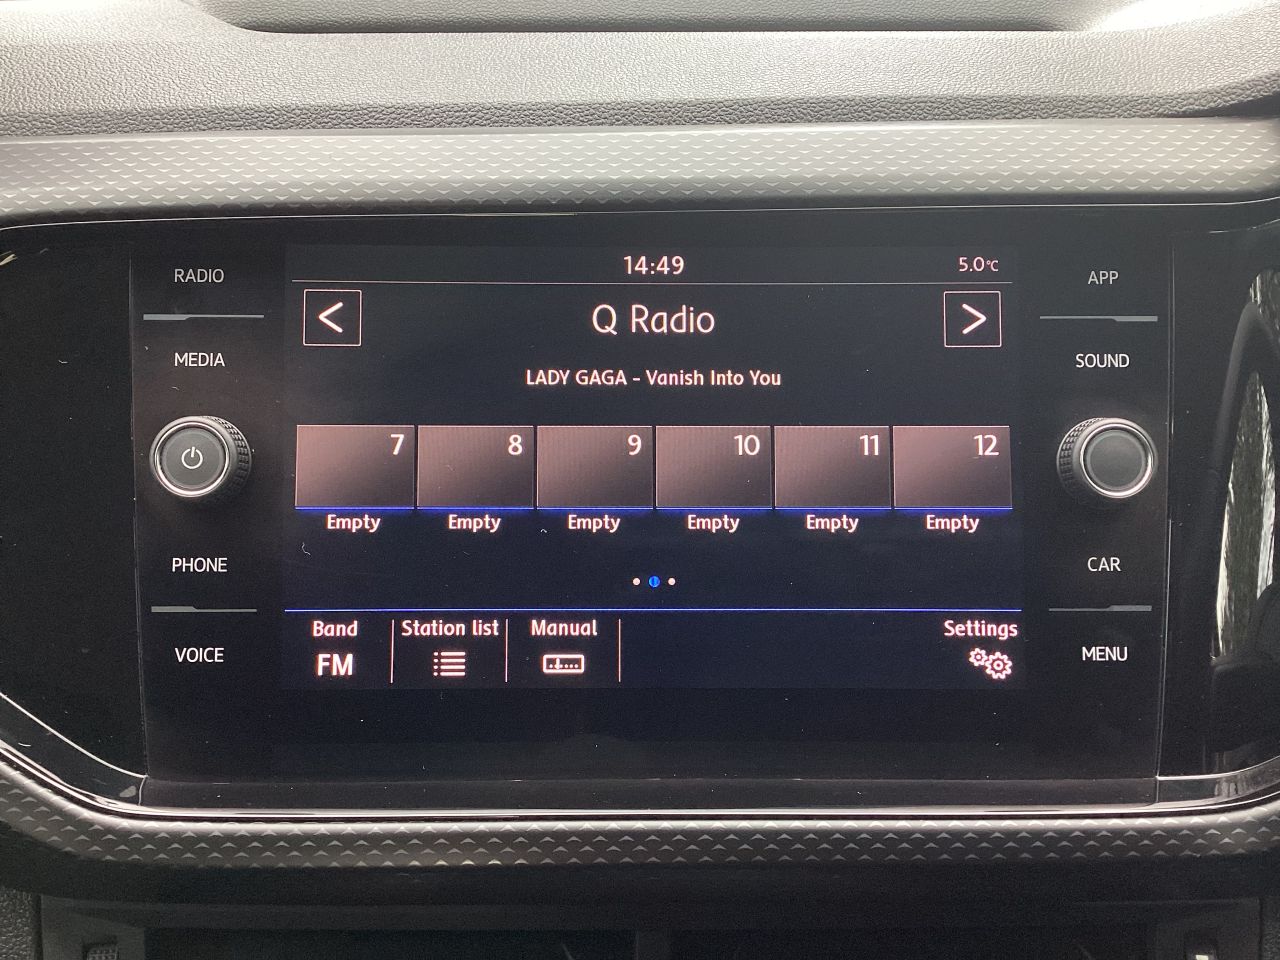 14:49 5.0°C
RADIO
APP
< Q Radio >
MEDIA
SOUND
LADY GAGA - Vanish Into You
7 8 9 10 11 12
Empty Empty Empty Empty Empty Empty
PHONE
CAR
Band Station list Manual Settings
FM
VOICE
MENU